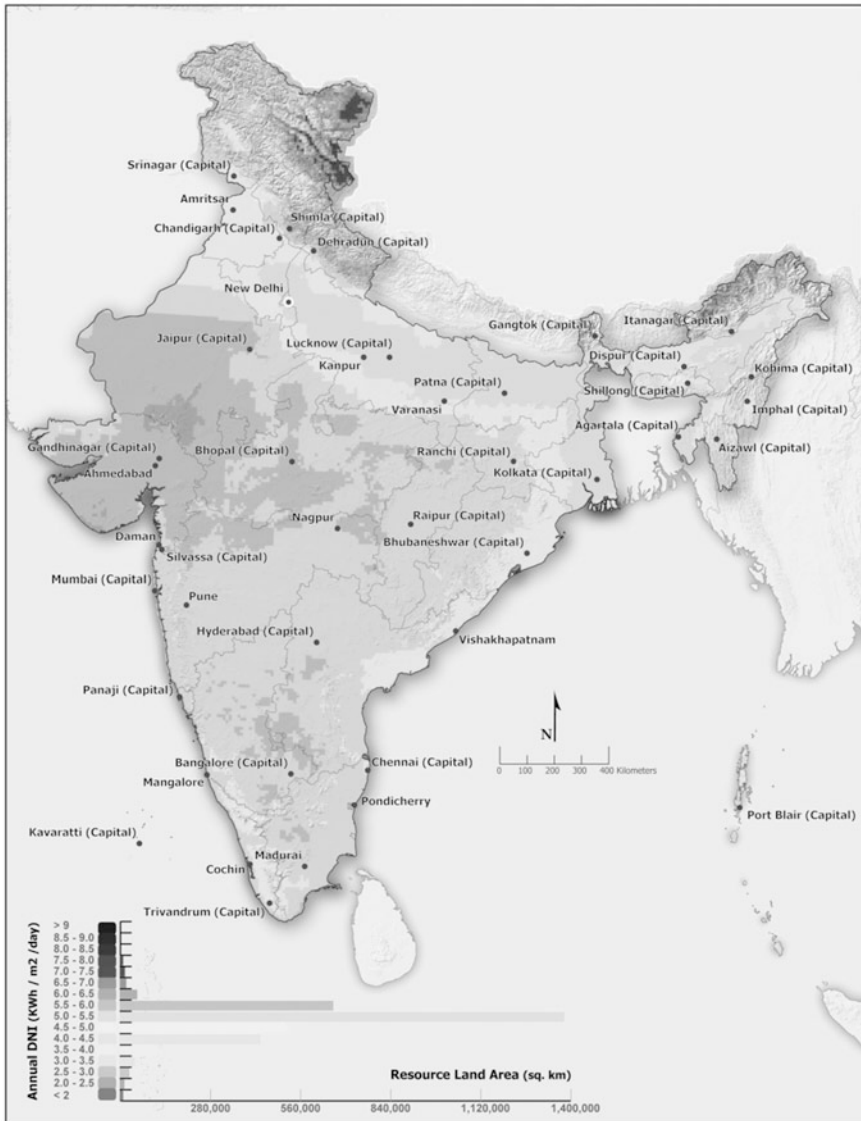 Srinagar (Capital)
Amritsar
Shimla (Capital)
Chandigarh (Capital)
Dehradun (Capital)
New Delhi
Gangtok (Capital)
Itanagar (Capital)
Jaipur (Capital)
Lucknow (Capital)
Kanpur
Dispur (Capital)
Kohima (Capital)
Patna (Capital)
Shillong (Capital)
Varanasi
Imphal (Capital)
Agartala (Capital)
Aizawl (Capital)
Gandhinagar (Capital)
Bhopal (Capital)
Ranchi (Capital)
Ahmedabad
Kolkata (Capital)
Nagpur
Raipur (Capital)
Daman
Bhubaneshwar (Capital)
Silvassa (Capital)
Mumbai (Capital)
Pune
Hyderabad (Capital)
Vishakhapatnam
Panaji (Capital)
N
0 100 200 300 400 Kilometers
Bangalore (Capital)
Chennai (Capital)
Mangalore
Pondicherry
Port Blair (Capital)
Kavaratti (Capital)
Madurai
Cochin
Trivandrum (Capital)
Annual DNI (KWh / m2 /day)
> 9
8.5 - 9.0
8.0 - 8.5
7.5 - 8.0
7.0 - 7.5
6.5 - 7.0
6.0 - 6.5
5.5 - 6.0
5.0 - 5.5
4.5 - 5.0
4.0 - 4.5
3.5 - 4.0
3.0 - 3.5
2.5 - 3.0
2.0 - 2.5
< 2
Resource Land Area (sq. km)
280,000 560,000 840,000 1,120,000 1,400,000